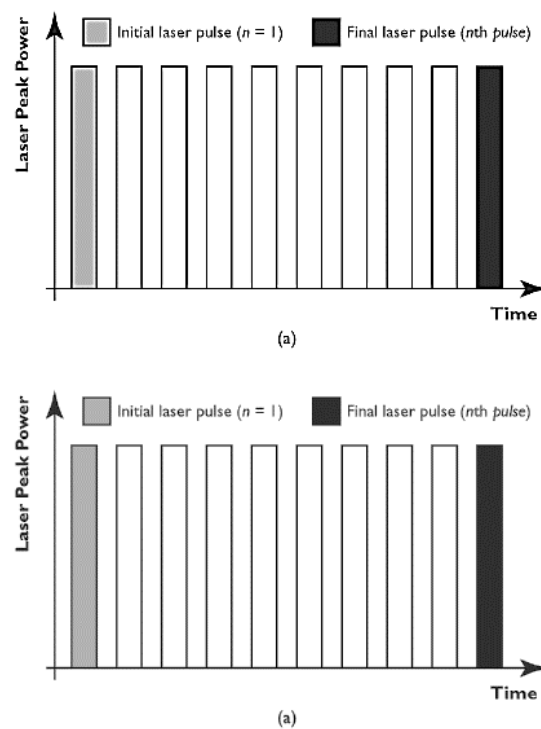 Initial laser pulse (n = 1)
Final laser pulse (nth pulse)
Laser Peak Power
Time
(a)
Initial laser pulse (n = 1)
Final laser pulse (nth pulse)
Laser Peak Power
Time
(a)